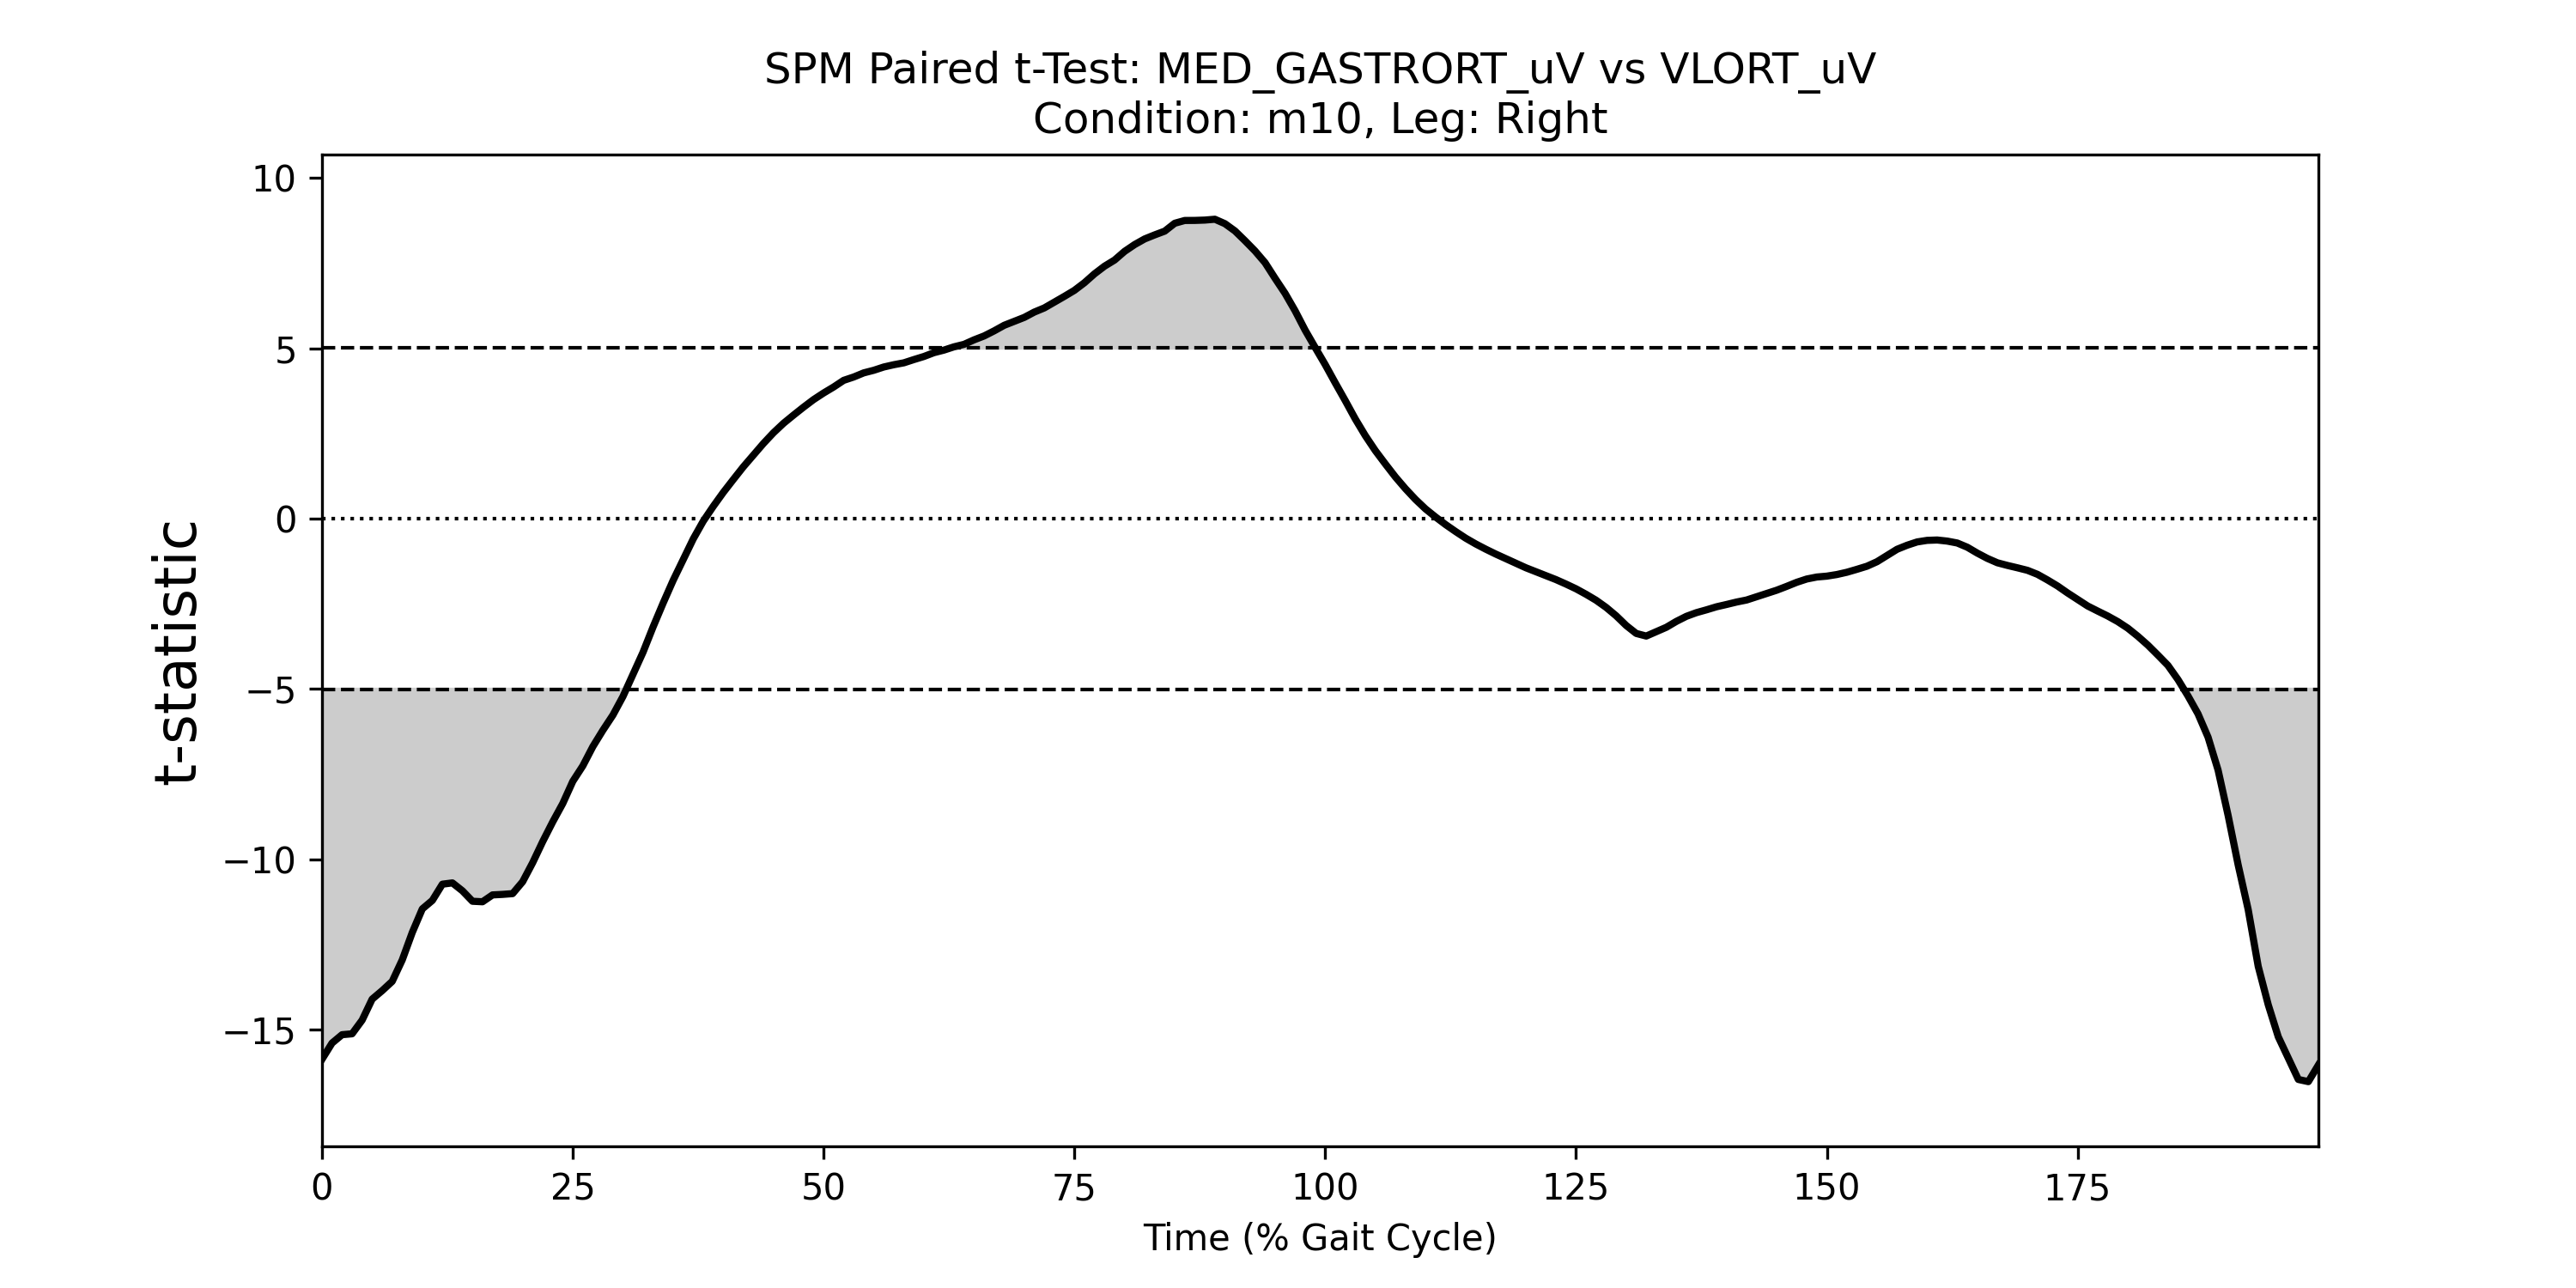 SPM Paired t-Test: MED_GASTRORT_uV vs VLORT_uV
Condition: m10, Leg: Right
10
5
0
−5
−10
−15
t-statistic
0 25 50 75 100 125 150 175
Time (% Gait Cycle)